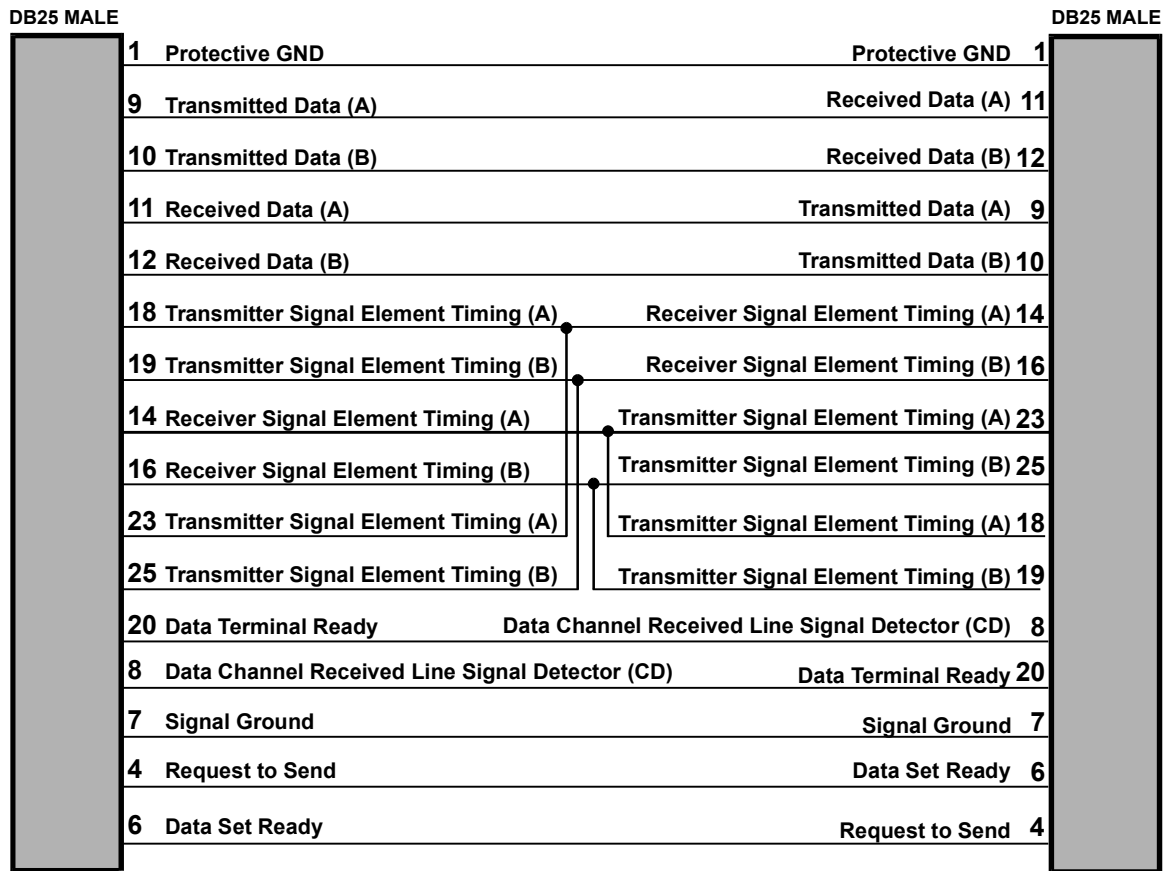 DB25 MALE DB25 MALE
1 Protective GND Protective GND 1
9 Transmitted Data (A) Received Data (A) 11
10 Transmitted Data (B) Received Data (B) 12
11 Received Data (A) Transmitted Data (A) 9
12 Received Data (B) Transmitted Data (B) 10
18 Transmitter Signal Element Timing (A) Receiver Signal Element Timing (A) 14
19 Transmitter Signal Element Timing (B) Receiver Signal Element Timing (B) 16
14 Receiver Signal Element Timing (A) Transmitter Signal Element Timing (A) 23
16 Receiver Signal Element Timing (B) Transmitter Signal Element Timing (B) 25
23 Transmitter Signal Element Timing (A) Transmitter Signal Element Timing (A) 18
25 Transmitter Signal Element Timing (B) Transmitter Signal Element Timing (B) 19
20 Data Terminal Ready Data Channel Received Line Signal Detector (CD) 8
8 Data Channel Received Line Signal Detector (CD) Data Terminal Ready 20
7 Signal Ground Signal Ground 7
4 Request to Send Data Set Ready 6
6 Data Set Ready Request to Send 4